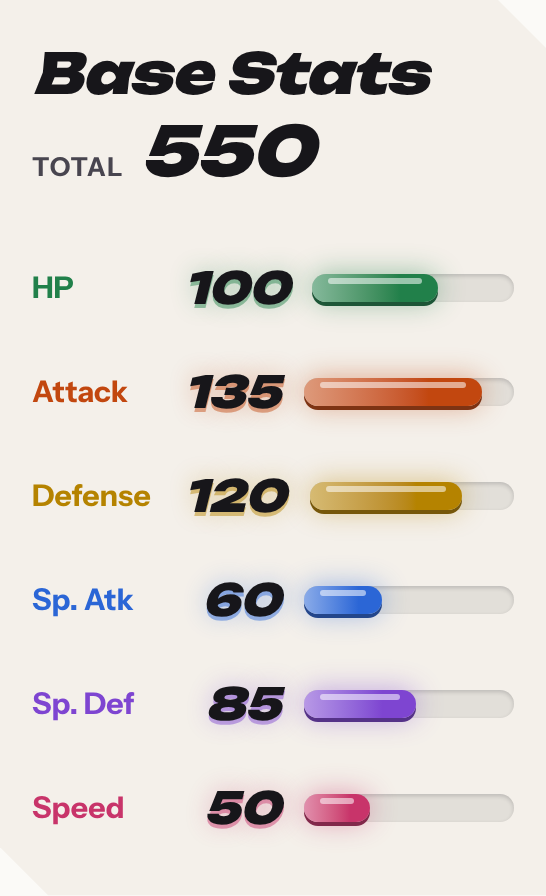 Base Stats
TOTAL 550
HP 100
Attack 135
Defense 120
Sp. Atk 60
Sp. Def 85
Speed 50